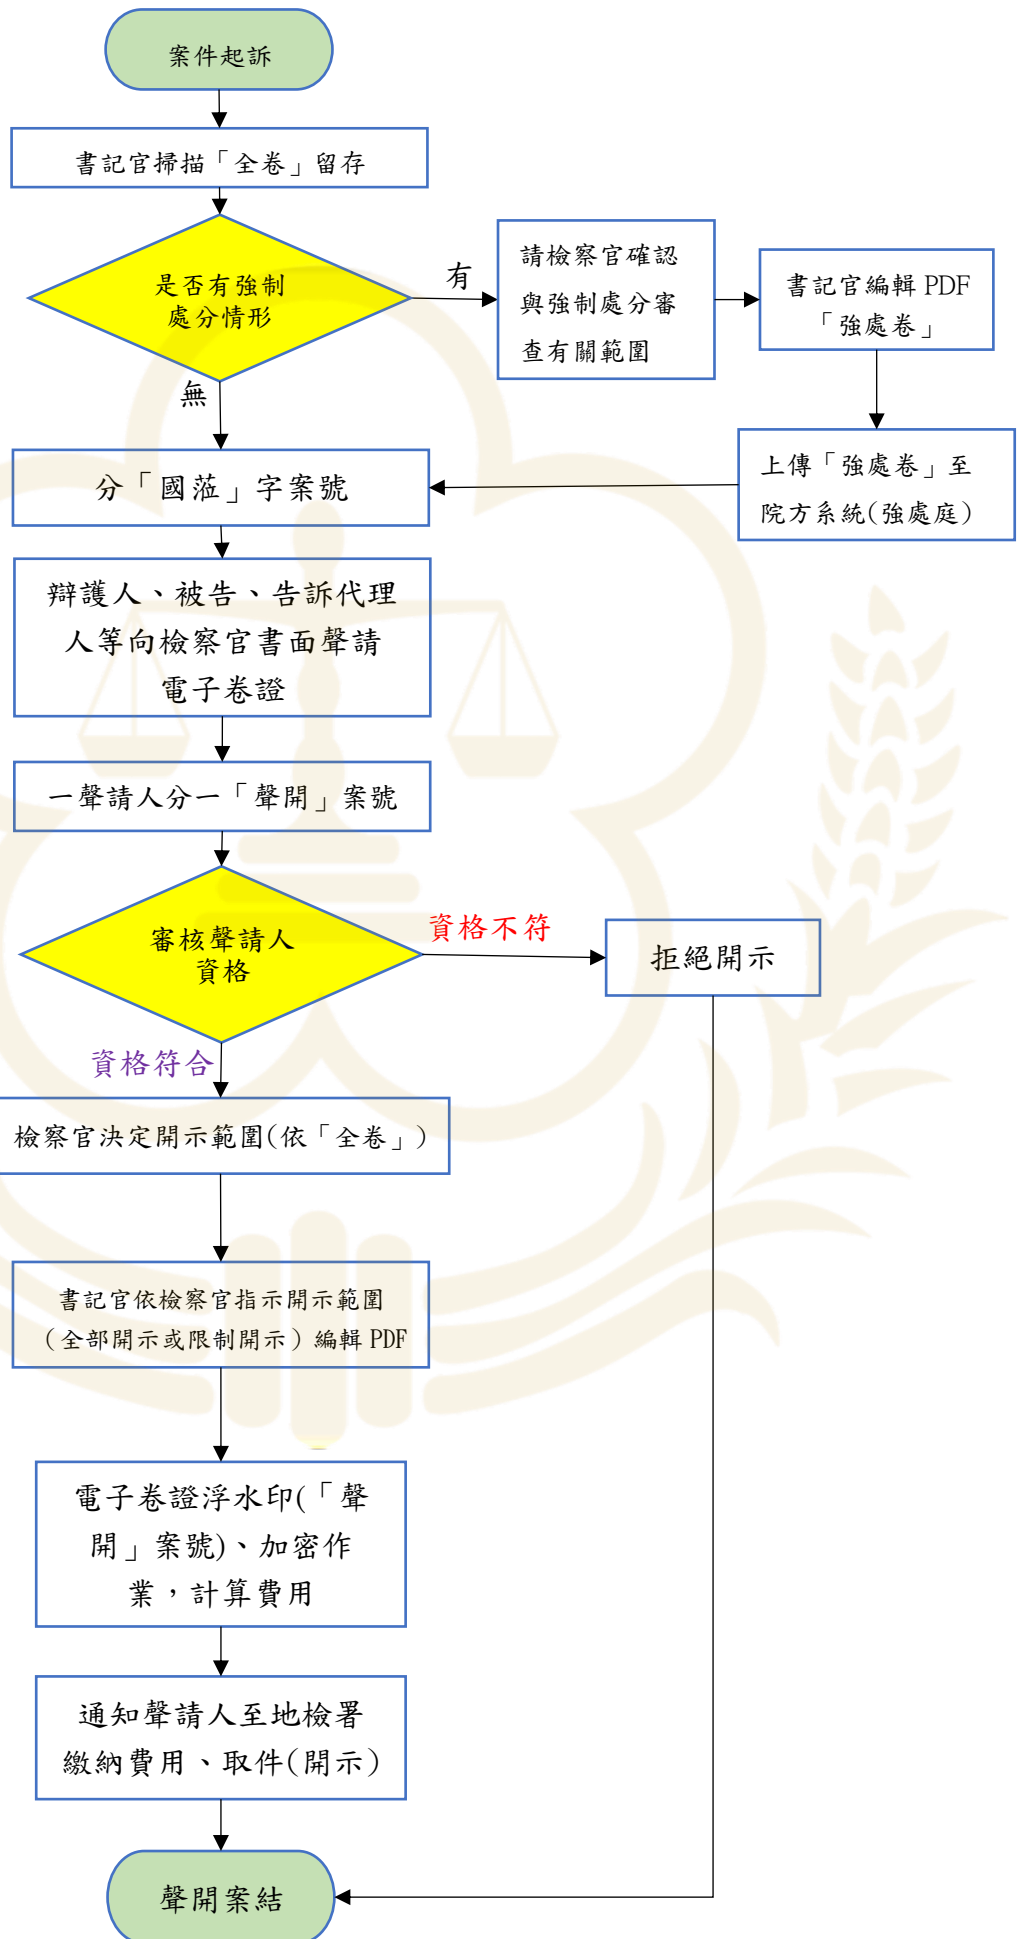 案件起訴
書記官掃描「全卷」留存
是否有強制
處分情形
有
請檢察官確認
與強制處分審
查有關範圍
書記官編輯 PDF
「強處卷」
上傳「強處卷」至
院方系統(強處庭)
無
分「國蒞」字案號
辯護人、被告、告訴代理
人等向檢察官書面聲請
電子卷證
一聲請人分一「聲開」案號
審核聲請人
資格
資格不符
拒絕開示
資格符合
檢察官決定開示範圍(依「全卷」)
書記官依檢察官指示開示範圍
（全部開示或限制開示）編輯 PDF
電子卷證浮水印(「聲
開」案號)、加密作
業，計算費用
通知聲請人至地檢署
繳納費用、取件(開示)
聲開案結